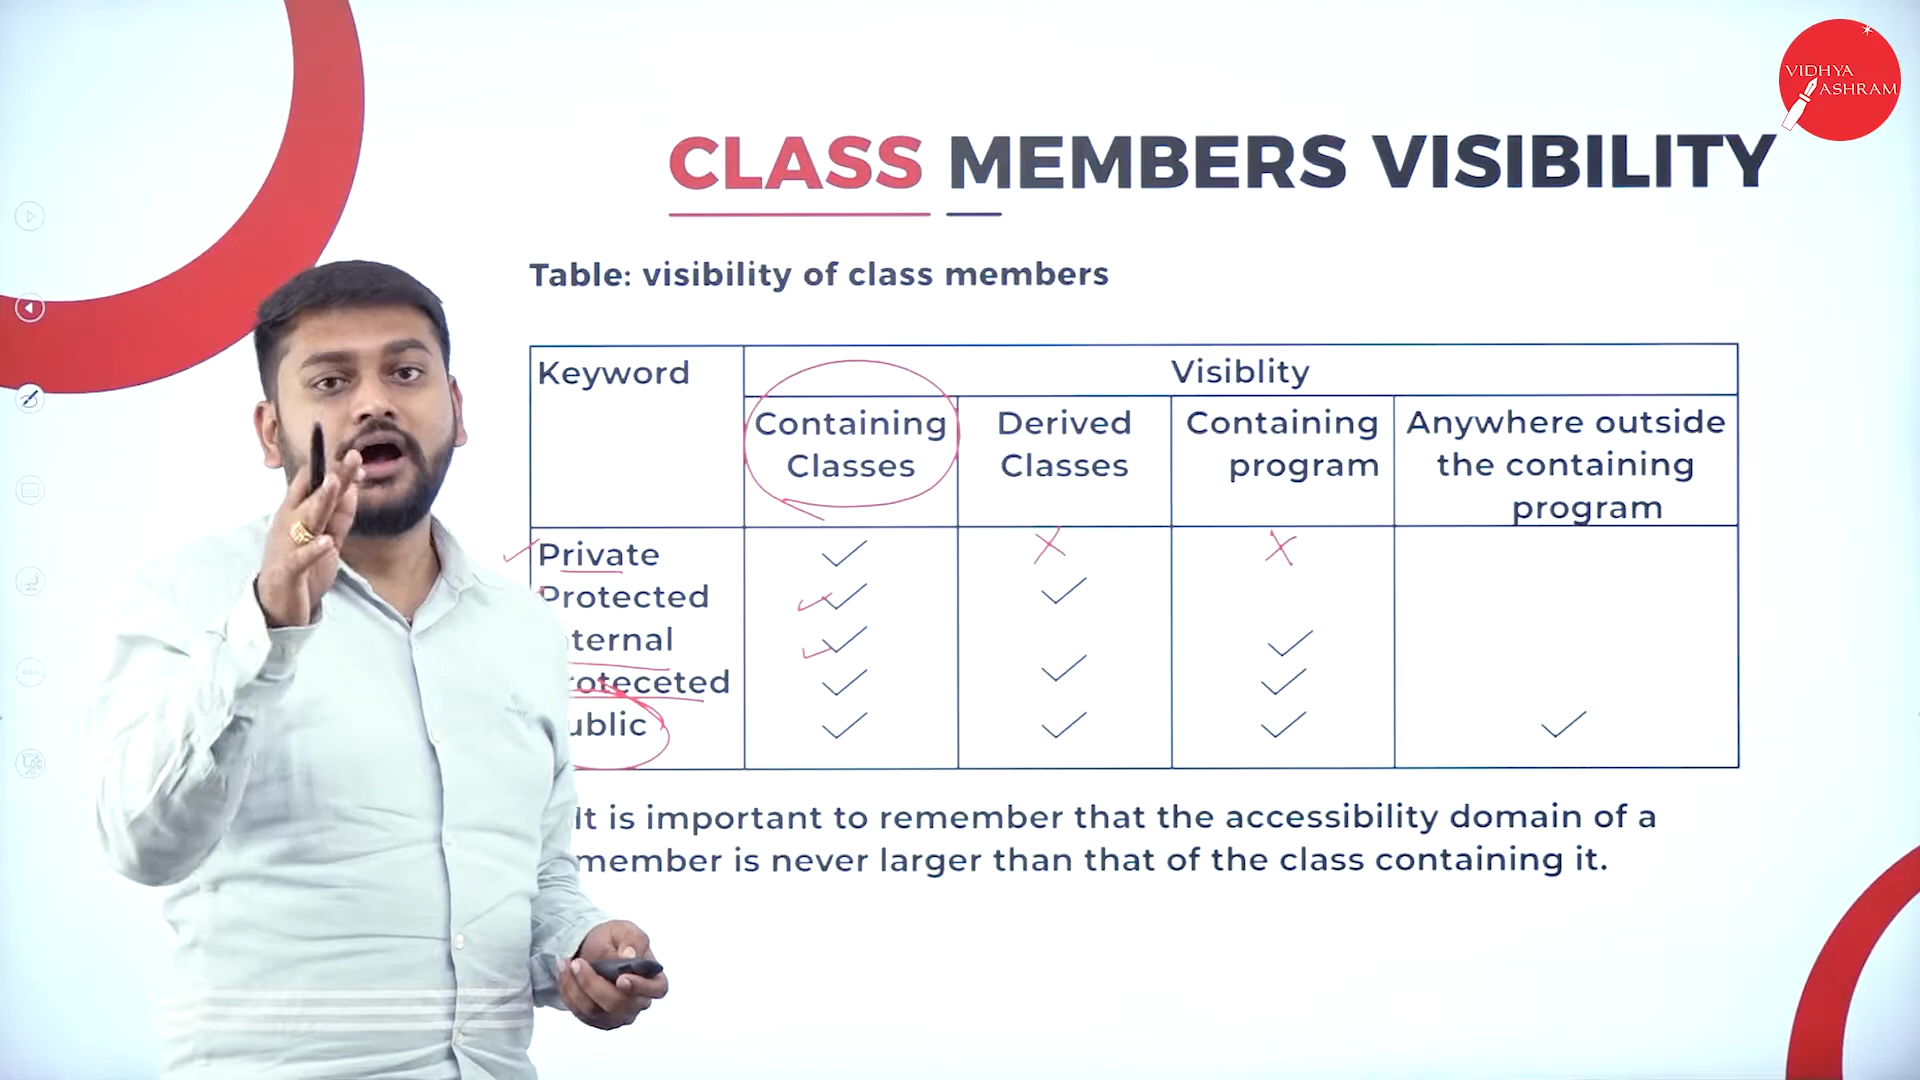 VIDHYA
ASHRAM
CLASS MEMBERS VISIBILITY
Table: visibility of class members
Keyword
Visiblity
Containing Classes
Derived Classes
Containing program
Anywhere outside the containing program
Private
Protected
ternal
roteceted
ublic
It is important to remember that the accessibility domain of a
member is never larger than that of the class containing it.